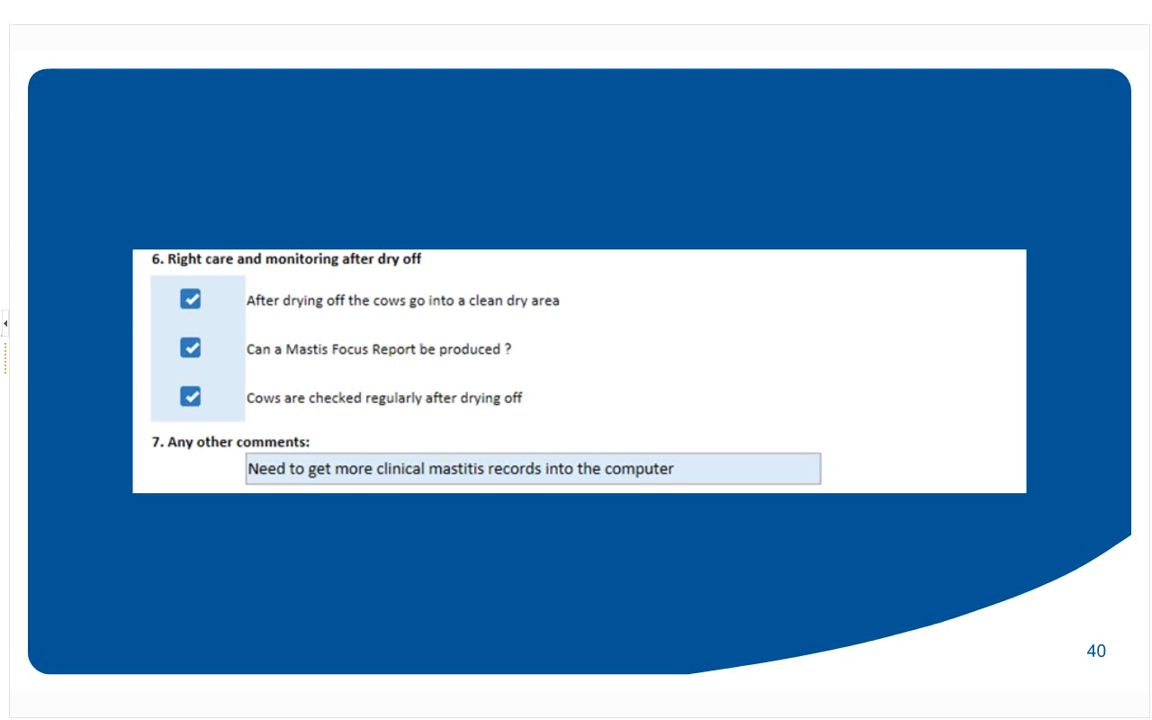 6. Right care and monitoring after dry off
After drying off the cows go into a clean dry area
Can a Mastis Focus Report be produced ?
Cows are checked regularly after drying off
7. Any other comments:
Need to get more clinical mastitis records into the computer
40